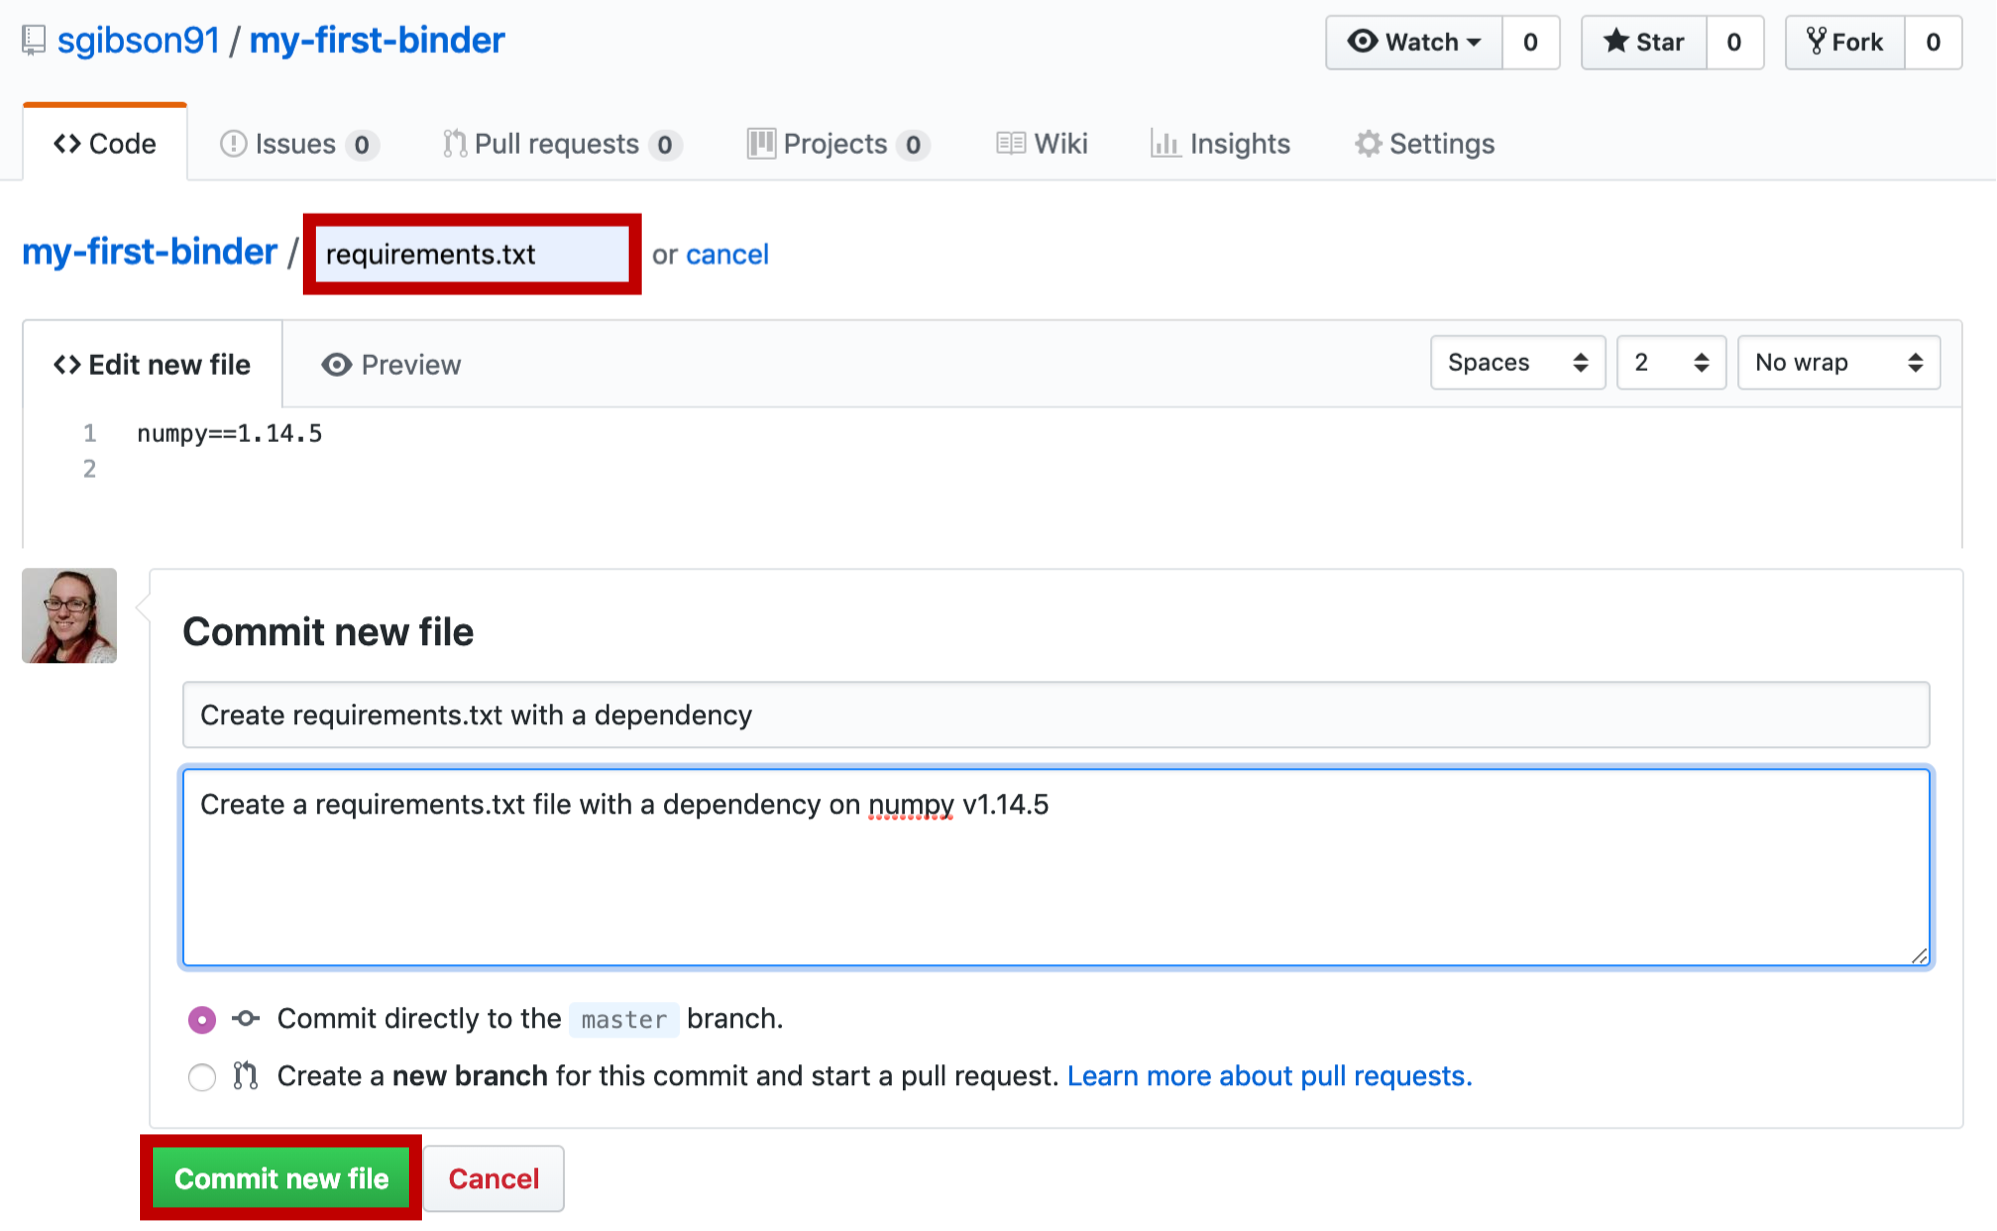 sgibson91 / my-first-binder Watch 0 Star 0 Fork 0
Code Issues 0 Pull requests 0 Projects 0 Wiki Insights Settings
my-first-binder / requirements.txt or cancel
Edit new file Preview Spaces 2 No wrap
1 numpy==1.14.5
2
Commit new file
Create requirements.txt with a dependency
Create a requirements.txt file with a dependency on numpy v1.14.5
Commit directly to the master branch.
Create a new branch for this commit and start a pull request. Learn more about pull requests.
Commit new file Cancel